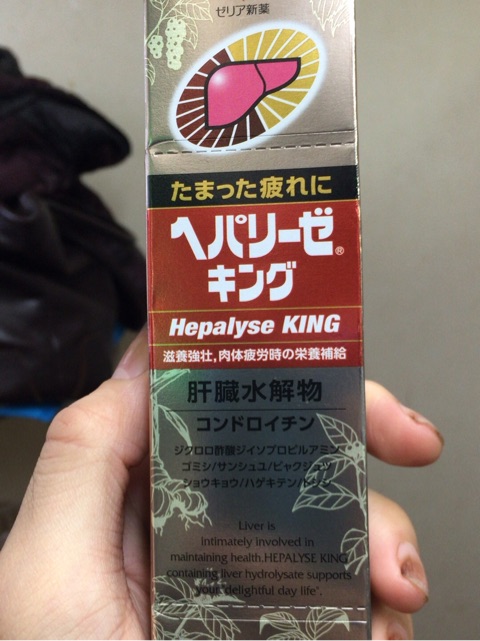 ゼリア新薬
たまった疲れに
ヘパリーゼ®
キング
Hepalyse KING
滋養強壮,肉体疲労時の栄養補給
肝臓水解物
コンドロイチン
ジクロロ酢酸ジイソプロピルアミン
ゴミシ/サンシュユ/ビャクジュツ
ショウキョウ/ハゲキテン/トシシ
Liver is
intimately involved in
maintaining health,HEPALYSE KING
containing liver hydrolysate supports
your"delightful day life".